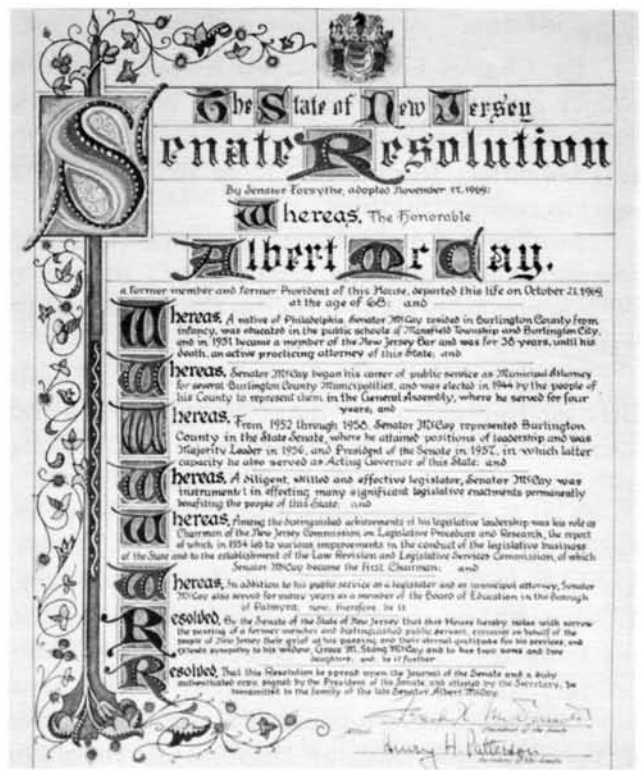 The State of New Jersey
Senate Resolution
By Senator Forsythe, adopted November 17, 1969:
Whereas, The Honorable
Albert McCay,
a former member and former President of this House, departed this life on October 21, 1969,
at the age of 68: and
Whereas, A native of Philadelphia Senator McCay resided in Burlington County from
infancy, was educated in the public schools of Mansfield Township and Burlington City,
and in 1931 became a member of the New Jersey Bar and was for 38 years, until his
death, an active practicing attorney of this State; and
Whereas, Senator McCay began his career of public service as Municipal Attorney
for several Burlington County Municipalities, and was elected in 1944 by the people of
his County to represent them in the General Assembly, where he served for four
years; and
Whereas, From 1952 through 1958, Senator McCay represented Burlington
County in the State Senate, where he attained positions of leadership and was
Majority Leader in 1956, and President of the Senate in 1957, in which latter
capacity he also served as Acting Governor of this State; and
Whereas, A diligent, skilled and effective legislator, Senator McCay was
instrumental in effecting many significant legislative enactments permanently
benefiting the people of this State: and
Whereas, Among the distinguished achievements of his legislative leadership was his role as
Chairman of the New Jersey Commission on Legislative Procedure and Research, the report
of which in 1954 led to various improvements in the conduct of the legislative business
of the State and to the establishment of the Law Revision and Legislative Services Commission, of which
Senator McCay became the first Chairman; and
Whereas, In addition to his public service as a legislator and as municipal attorney, Senator
McCay also served for many years as a member of the Board of Education in the Borough
of Palmyra; now, therefore be it
Resolved, By the Senate of the State of New Jersey that this House hereby notes with sorrow
the passing of a former member and distinguished public servant, expresses on behalf of the
people of New Jersey their grief at his passing and their eternal gratitude for his services, and
extends sympathy to his widow, Grace M. McCay and to his two sons and two
daughters, and be it further
Resolved, That this Resolution be spread upon the Journal of the Senate and a duly
authenticated copy, signed by the President of the Senate, and attested by the Secretary, be
transmitted to the family of the late Senator Albert McCay.
Frank X. McDermott
President of the Senate
Henry H. Patterson
Secretary of the Senate